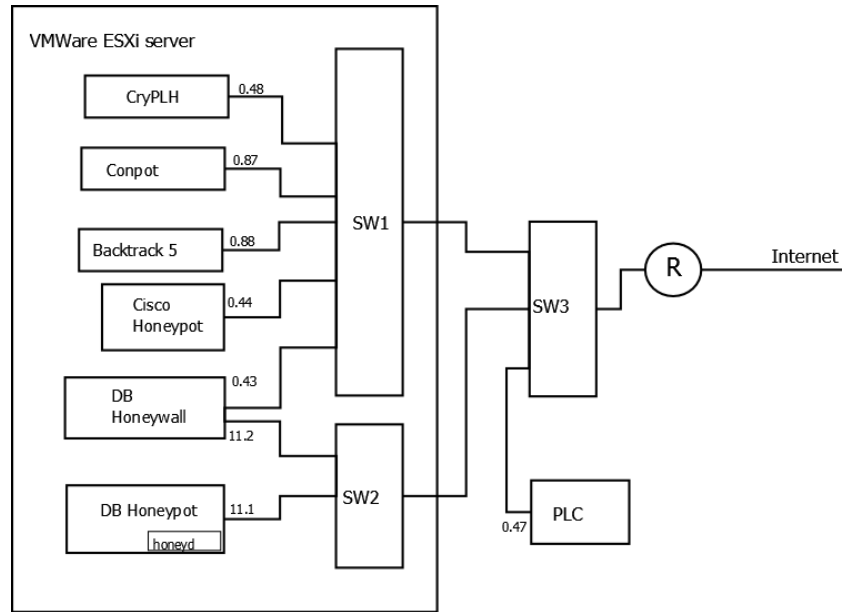 VMWare ESXi server
CryPLH
0.48
Conpot
0.87
Backtrack 5
0.88
Cisco
Honeypot
0.44
DB
Honeywall
0.43
11.2
DB Honeypot
honeyd
11.1
SW1
SW2
SW3
R
Internet
PLC
0.47